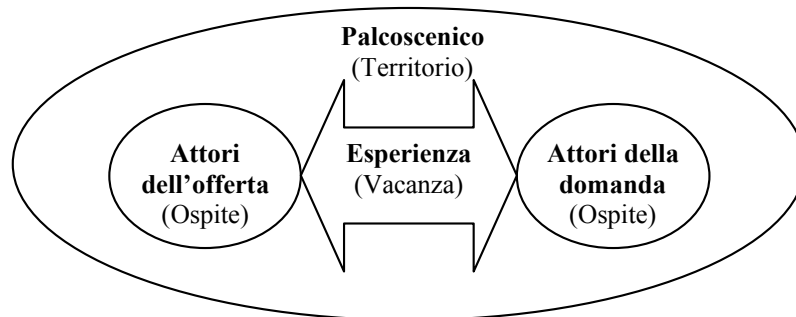 Palcoscenico
(Territorio)
Attori
dell’offerta
(Ospite)
Esperienza
(Vacanza)
Attori della
domanda
(Ospite)